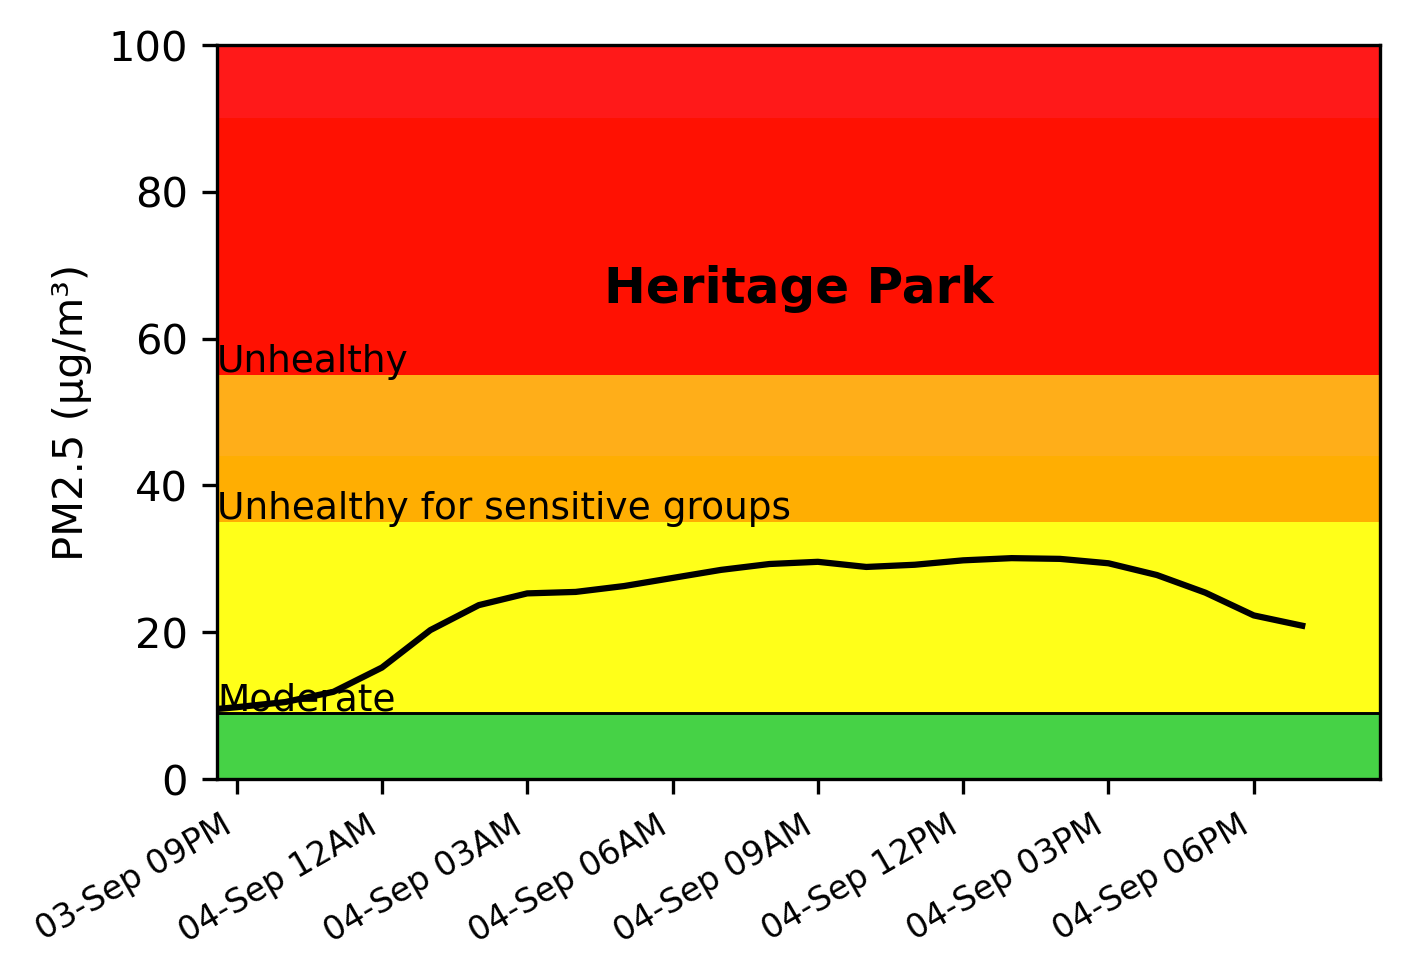 100
80
60
40
20
0
PM2.5 (µg/m³)
Heritage Park
Unhealthy
Unhealthy for sensitive groups
Moderate
03-Sep 09PM
04-Sep 12AM
04-Sep 03AM
04-Sep 06AM
04-Sep 09AM
04-Sep 12PM
04-Sep 03PM
04-Sep 06PM